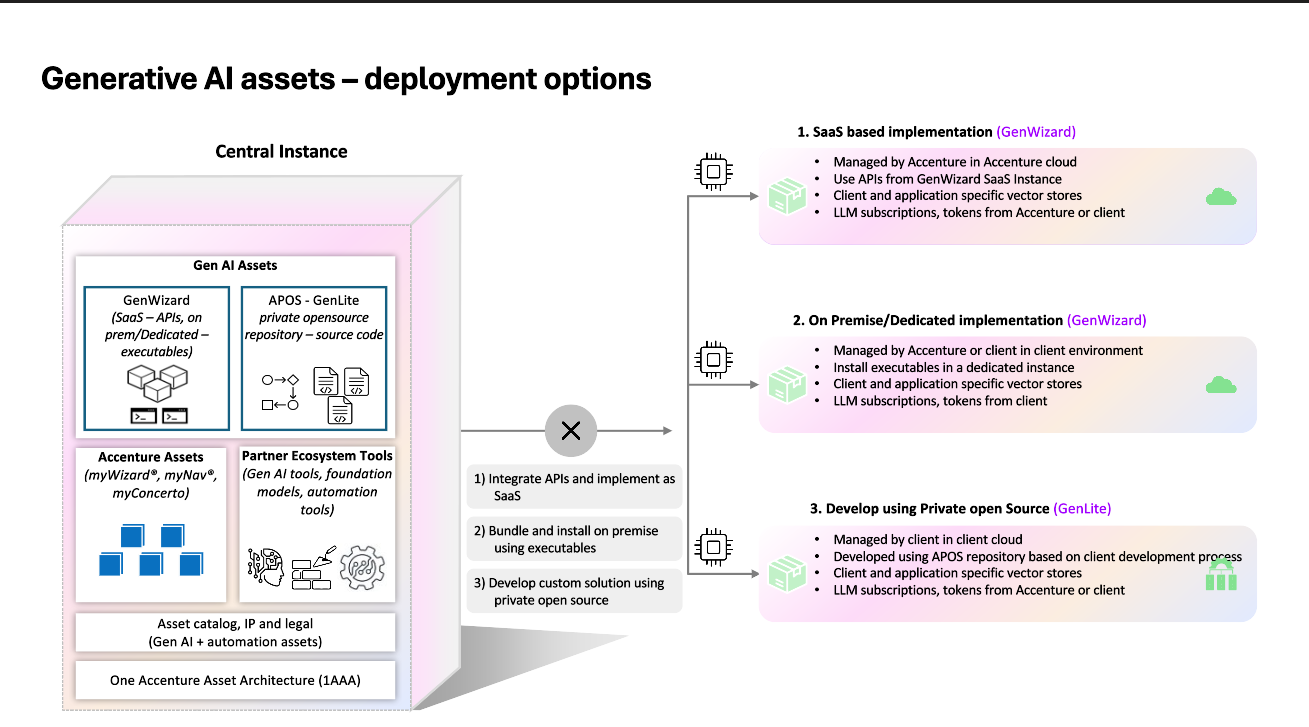 Generative AI assets – deployment options
Central Instance
Gen AI Assets
GenWizard
(SaaS – APIs, on
prem/Dedicated –
executables)
APOS - GenLite
private opensource
repository – source code
Accenture Assets
(myWizard®, myNav®,
myConcerto)
Partner Ecosystem Tools
(Gen AI tools, foundation
models, automation
tools)
Asset catalog, IP and legal
(Gen AI + automation assets)
One Accenture Asset Architecture (1AAA)
1) Integrate APIs and implement as
SaaS
2) Bundle and install on premise
using executables
3) Develop custom solution using
private open source
1. SaaS based implementation (GenWizard)
• Managed by Accenture in Accenture cloud
• Use APIs from GenWizard SaaS Instance
• Client and application specific vector stores
• LLM subscriptions, tokens from Accenture or client
2. On Premise/Dedicated implementation (GenWizard)
• Managed by Accenture or client in client environment
• Install executables in a dedicated instance
• Client and application specific vector stores
• LLM subscriptions, tokens from client
3. Develop using Private open Source (GenLite)
• Managed by client in client cloud
• Developed using APOS repository based on client development process
• Client and application specific vector stores
• LLM subscriptions, tokens from Accenture or client